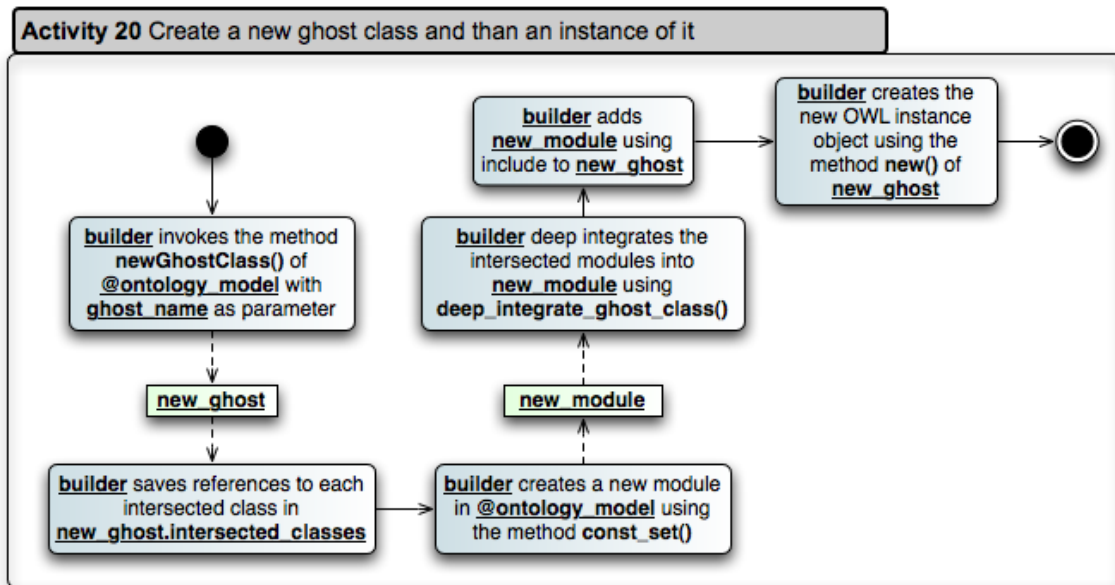 Activity 20 Create a new ghost class and than an instance of it
builder invokes the method
newGhostClass() of
@ontology_model with
ghost_name as parameter
new_ghost
builder saves references to each
intersected class in
new_ghost.intersected_classes
builder creates a new module
in @ontology_model using
the method const_set()
new_module
builder deep integrates the
intersected modules into
new_module using
deep_integrate_ghost_class()
builder adds
new_module using
include to new_ghost
builder creates the
new OWL instance
object using the
method new() of
new_ghost